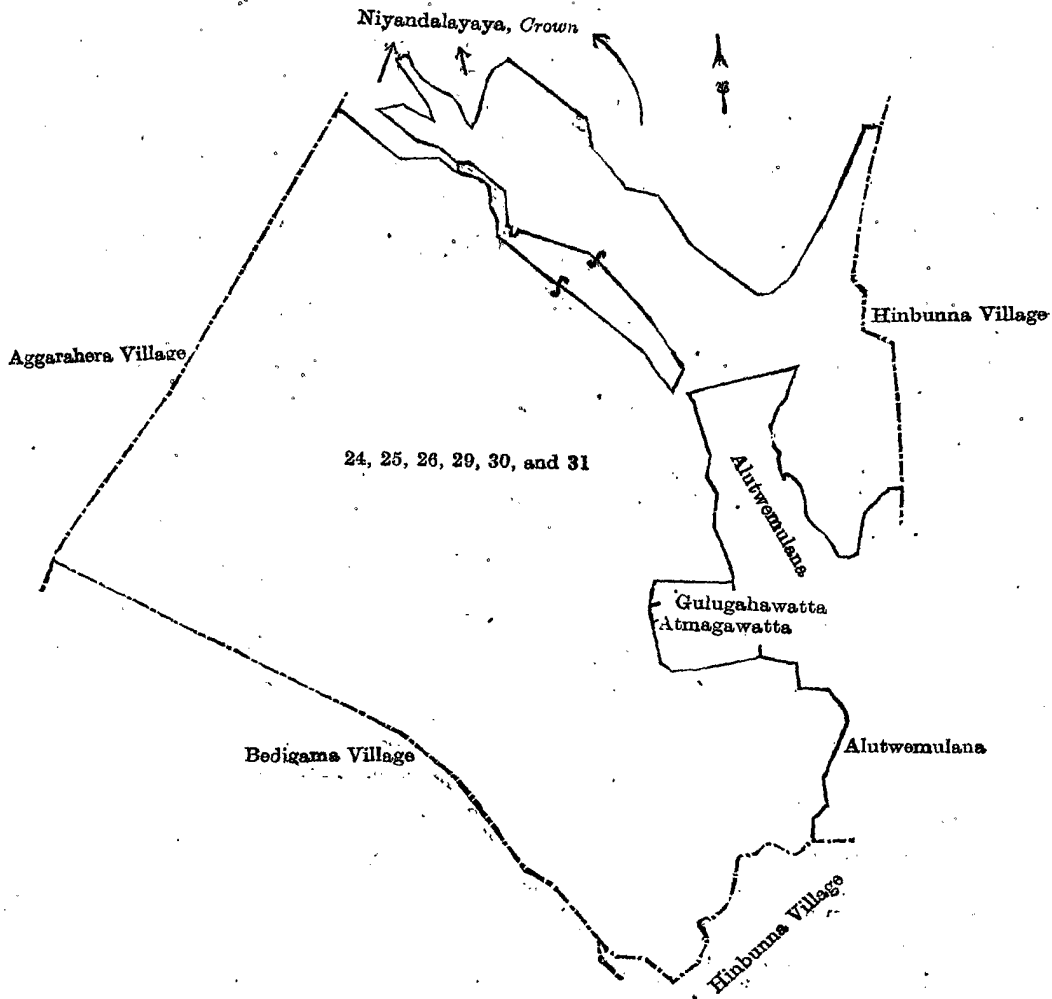 Niyandalayaya, Crown
Hinbunna Village
Aggarahera Village
24, 25, 26, 29, 30, and 31
Alutwemulana
Gulugahawatta
Atmagawatta
Bedigama Village
Alutwemulana
Hinbunna Village